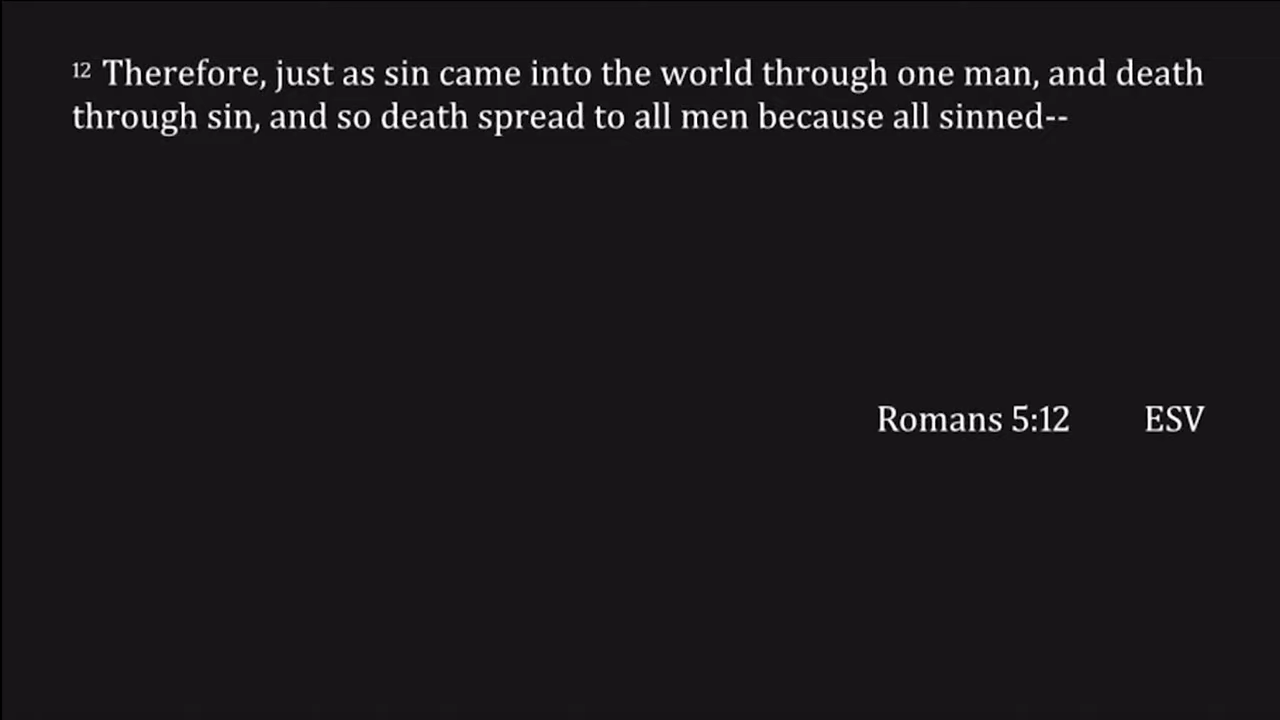 12 Therefore, just as sin came into the world through one man, and death
through sin, and so death spread to all men because all sinned--
Romans 5:12 ESV